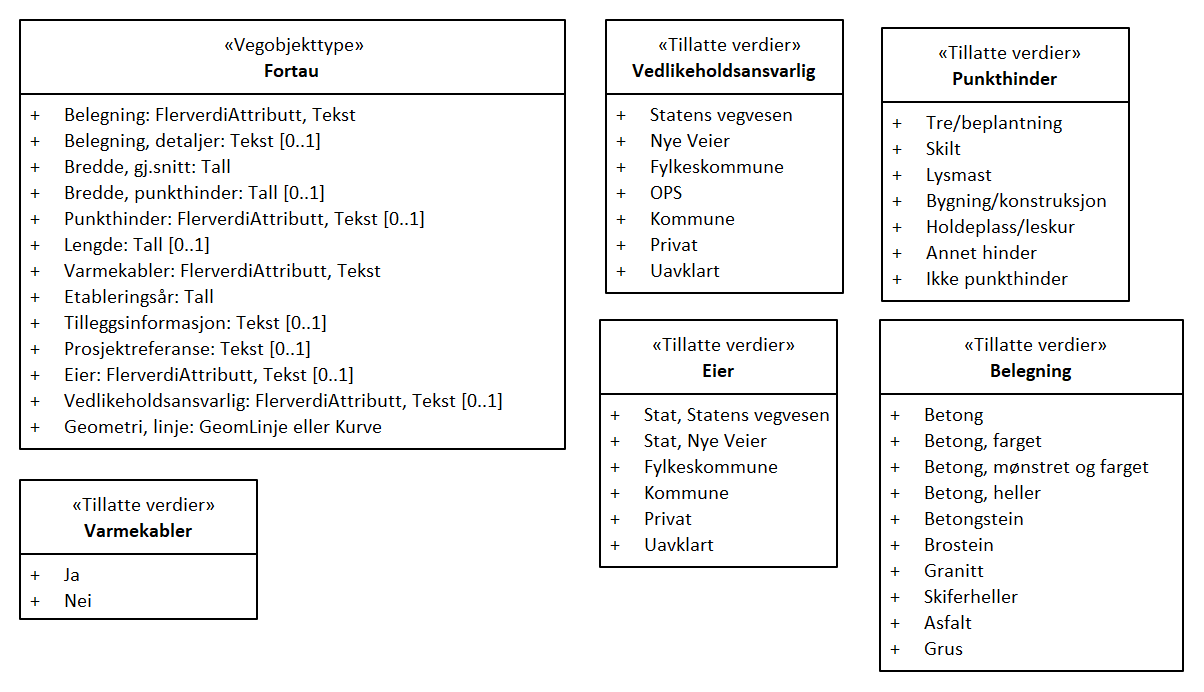 «Vegobjekttype»
Fortau
+ Belegning: FlerverdiAttributt, Tekst
+ Belegning, detaljer: Tekst [0..1]
+ Bredde, gj.snitt: Tall
+ Bredde, punkthinder: Tall [0..1]
+ Punkthinder: FlerverdiAttributt, Tekst [0..1]
+ Lengde: Tall [0..1]
+ Varmekabler: FlerverdiAttributt, Tekst
+ Etableringsår: Tall
+ Tilleggsinformasjon: Tekst [0..1]
+ Prosjektreferanse: Tekst [0..1]
+ Eier: FlerverdiAttributt, Tekst [0..1]
+ Vedlikeholdsansvarlig: FlerverdiAttributt, Tekst [0..1]
+ Geometri, linje: GeomLinje eller Kurve
«Tillatte verdier»
Varmekabler
+ Ja
+ Nei
«Tillatte verdier»
Vedlikeholdsansvarlig
+ Statens vegvesen
+ Nye Veier
+ Fylkeskommune
+ OPS
+ Kommune
+ Privat
+ Uavklart
«Tillatte verdier»
Eier
+ Stat, Statens vegvesen
+ Stat, Nye Veier
+ Fylkeskommune
+ Kommune
+ Privat
+ Uavklart
«Tillatte verdier»
Punkthinder
+ Tre/beplantning
+ Skilt
+ Lysmast
+ Bygning/konstruksjon
+ Holdeplass/leskur
+ Annet hinder
+ Ikke punkthinder
«Tillatte verdier»
Belegning
+ Betong
+ Betong, farget
+ Betong, mønstret og farget
+ Betong, heller
+ Betongstein
+ Brostein
+ Granitt
+ Skiferheller
+ Asfalt
+ Grus